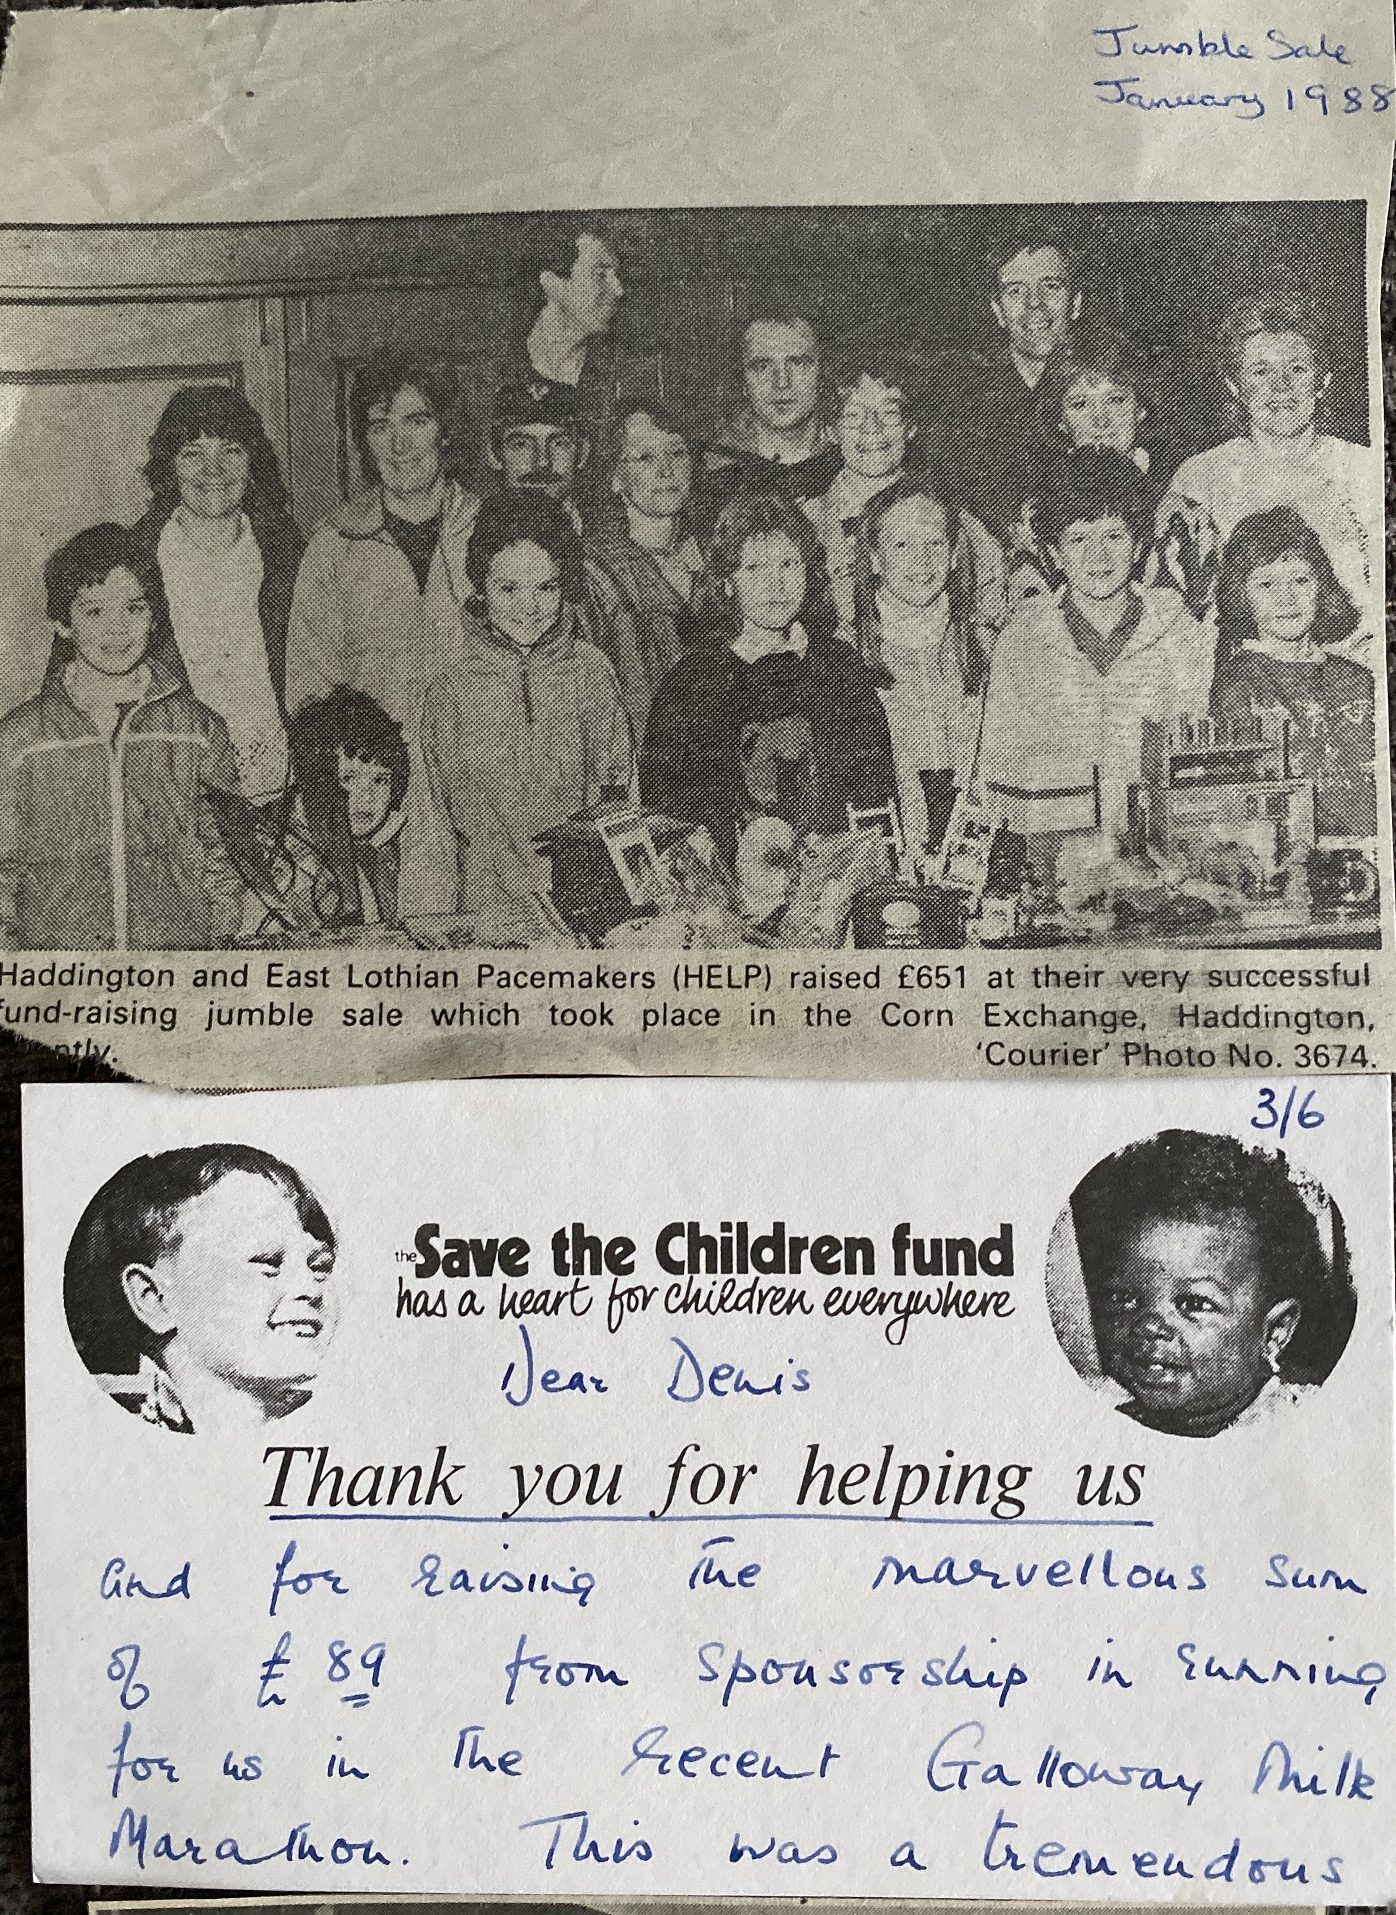 Jumble Sale
January 1988
Haddington and East Lothian Pacemakers (HELP) raised £651 at their very successful
fund-raising jumble sale which took place in the Corn Exchange, Haddington,
ntly. 'Courier' Photo No. 3674.
3/6
the Save the Children fund
has a heart for children everywhere
Dear Denis
Thank you for helping us
and for raising the marvellous sum
of £89 from sponsorship in running
for us in the recent Galloway Milk
Marathon. This was a tremendous